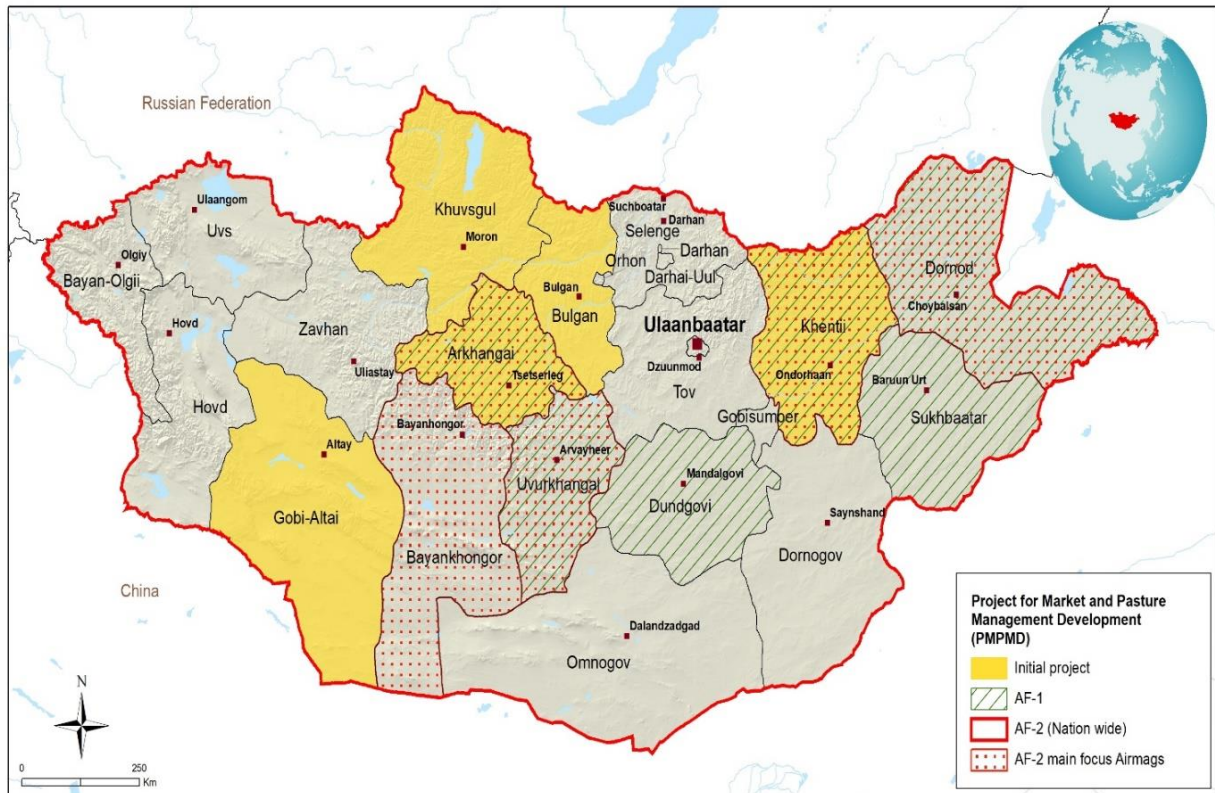 Russian Federation
Ulaangom
Uvs
Olgiy
Bayan-Olgii
Hovd
Hovd
Zavhan
Uliastay
Khuvsgul
Moron
Bulgan
Bulgan
Arkhangai
Tsetserleg
Suchboatar
Selenge
Darhan
Orhon
Darhan
Darhai-Uul
Ulaanbaatar
Dzuunmod
Tov
Gobisumber
Khentii
Ondorhaan
Dornod
Choybalsan
Baruun Urt
Sukhbaatar
Altay
Gobi-Altai
Bayanhongor
Bayankhongor
Arvayheer
Uvurkhangai
Mandalgovi
Dundgovi
Saynshand
Dornogov
Dalandzadgad
Omnogov
China
N
0 250
Km
Project for Market and Pasture
Management Development
(PMPMD)
Initial project
AF-1
AF-2 (Nation wide)
AF-2 main focus Airmags